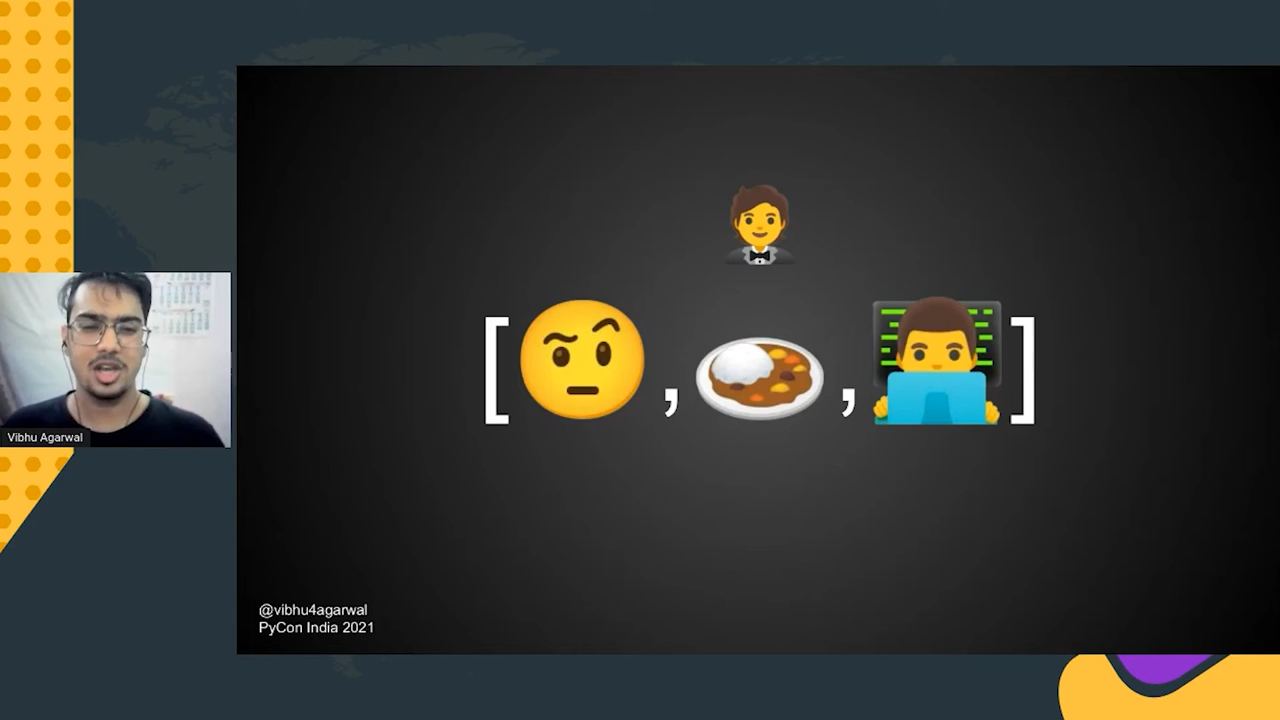 [ , , ]
Vibhu Agarwal
@vibhu4agarwal
PyCon India 2021